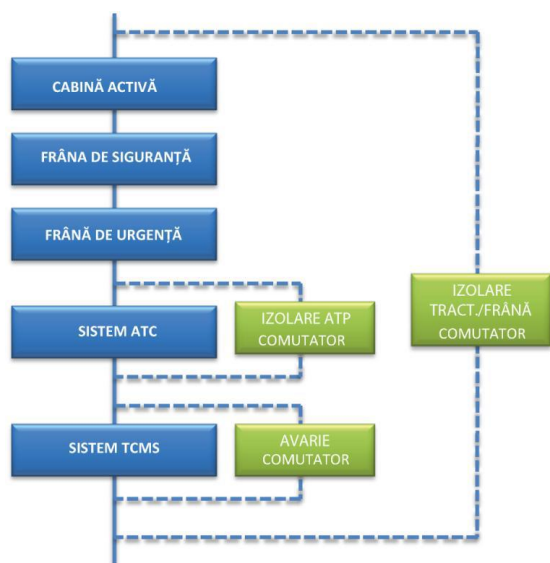 CABINĂ ACTIVĂ
FRÂNA DE SIGURANȚĂ
FRÂNĂ DE URGENȚĂ
SISTEM ATC
IZOLARE ATP
COMUTATOR
IZOLARE
TRACT./FRÂNĂ
COMUTATOR
SISTEM TCMS
AVARIE
COMUTATOR